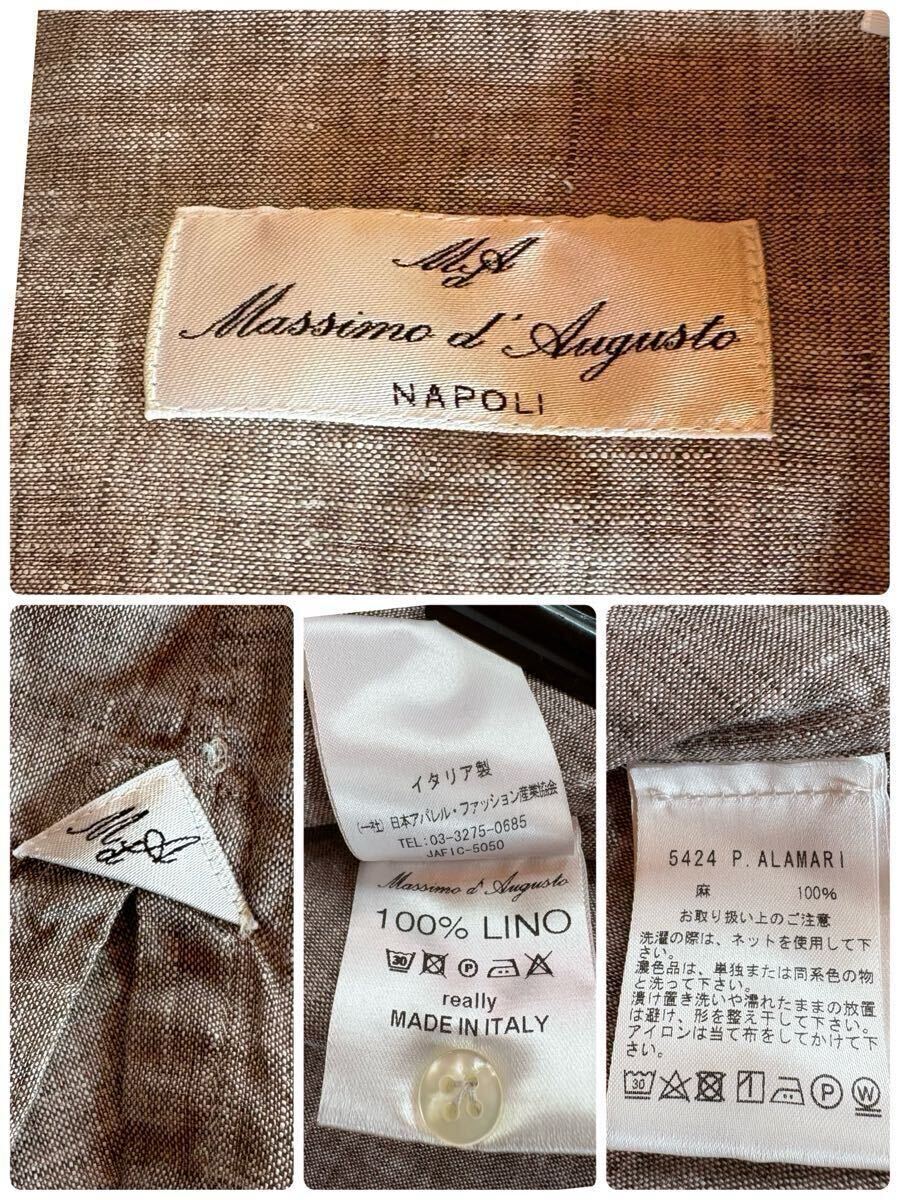 MdA
Massimo d'Augusto
NAPOLI
MdA
イタリア製
(一社)日本アパレル・ファッション産業協会
TEL:03-3275-0685
JAFIC-5050
Massimo d'Augusto
100% LINO
30 P
really
MADE IN ITALY
5424 P. ALAMARI
麻 100%
お取り扱い上のご注意
洗濯の際は、ネットを使用して下
さい。
濃色品は、単独または同系色の物
と洗って下さい。
漬け置き洗いや濡れたままの放置
は避け、形を整え干して下さい。
アイロンは当て布をしてかけて下
さい。
30 P W